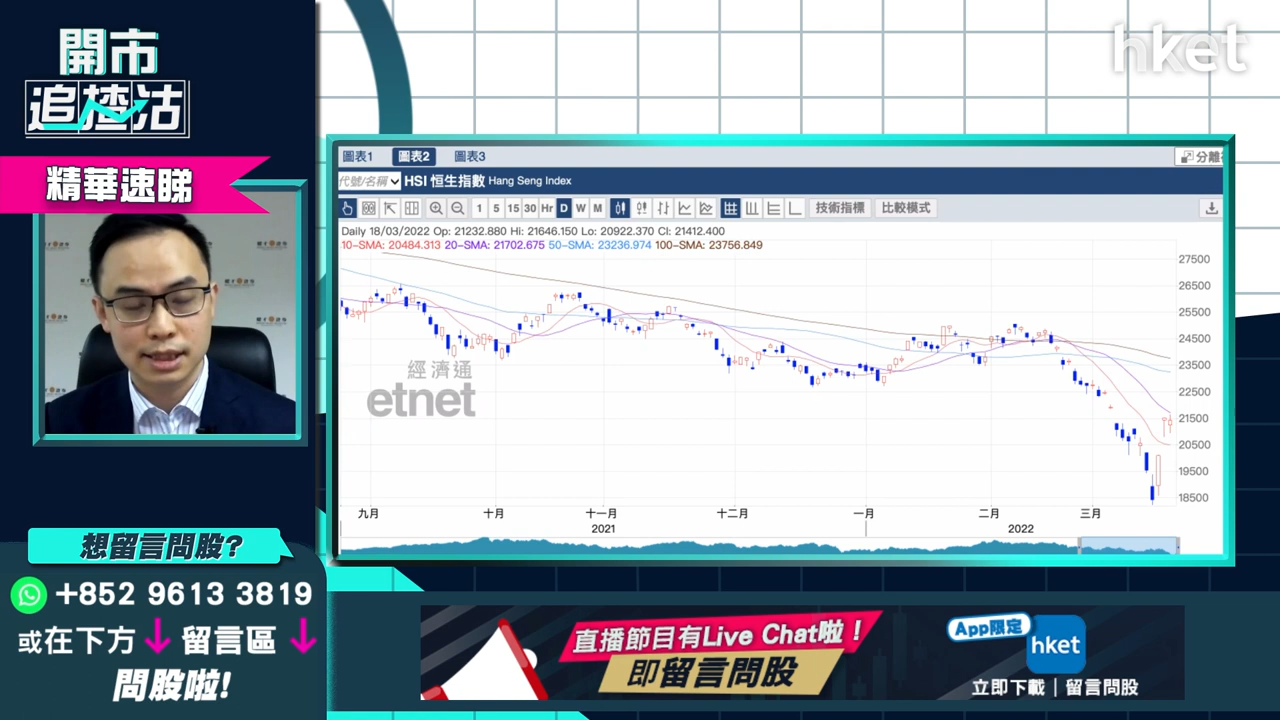 開市
追揸沽
精華速睇
想留言問股?
+852 9613 3819
或在下方 留言區
問股啦!
hket
圖表1 圖表2 圖表3
分離
代號/名稱 HSI 恒生指數 Hang Seng Index
1 5 15 30 Hr D W M 技術指標 比較模式
Daily 18/03/2022 Op: 21232.880 Hi: 21646.150 Lo: 20922.370 Cl: 21412.400
10-SMA: 20484.313 20-SMA: 21702.675 50-SMA: 23236.974 100-SMA: 23756.849
27500
26500
25500
24500
23500
22500
21500
20500
19500
18500
經濟通
etnet
九月 十月 十一月 十二月 一月 二月 三月
2021 2022
直播節目有Live Chat啦!
即留言問股
App限定
hket
立即下載|留言問股